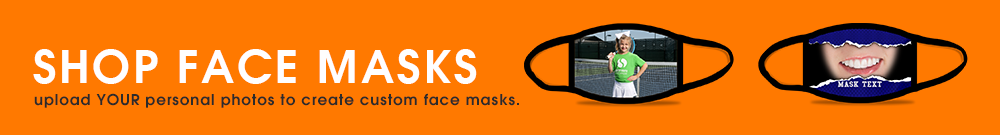 SHOP FACE MASKS
upload YOUR personal photos to create custom face masks.
MASK TEXT